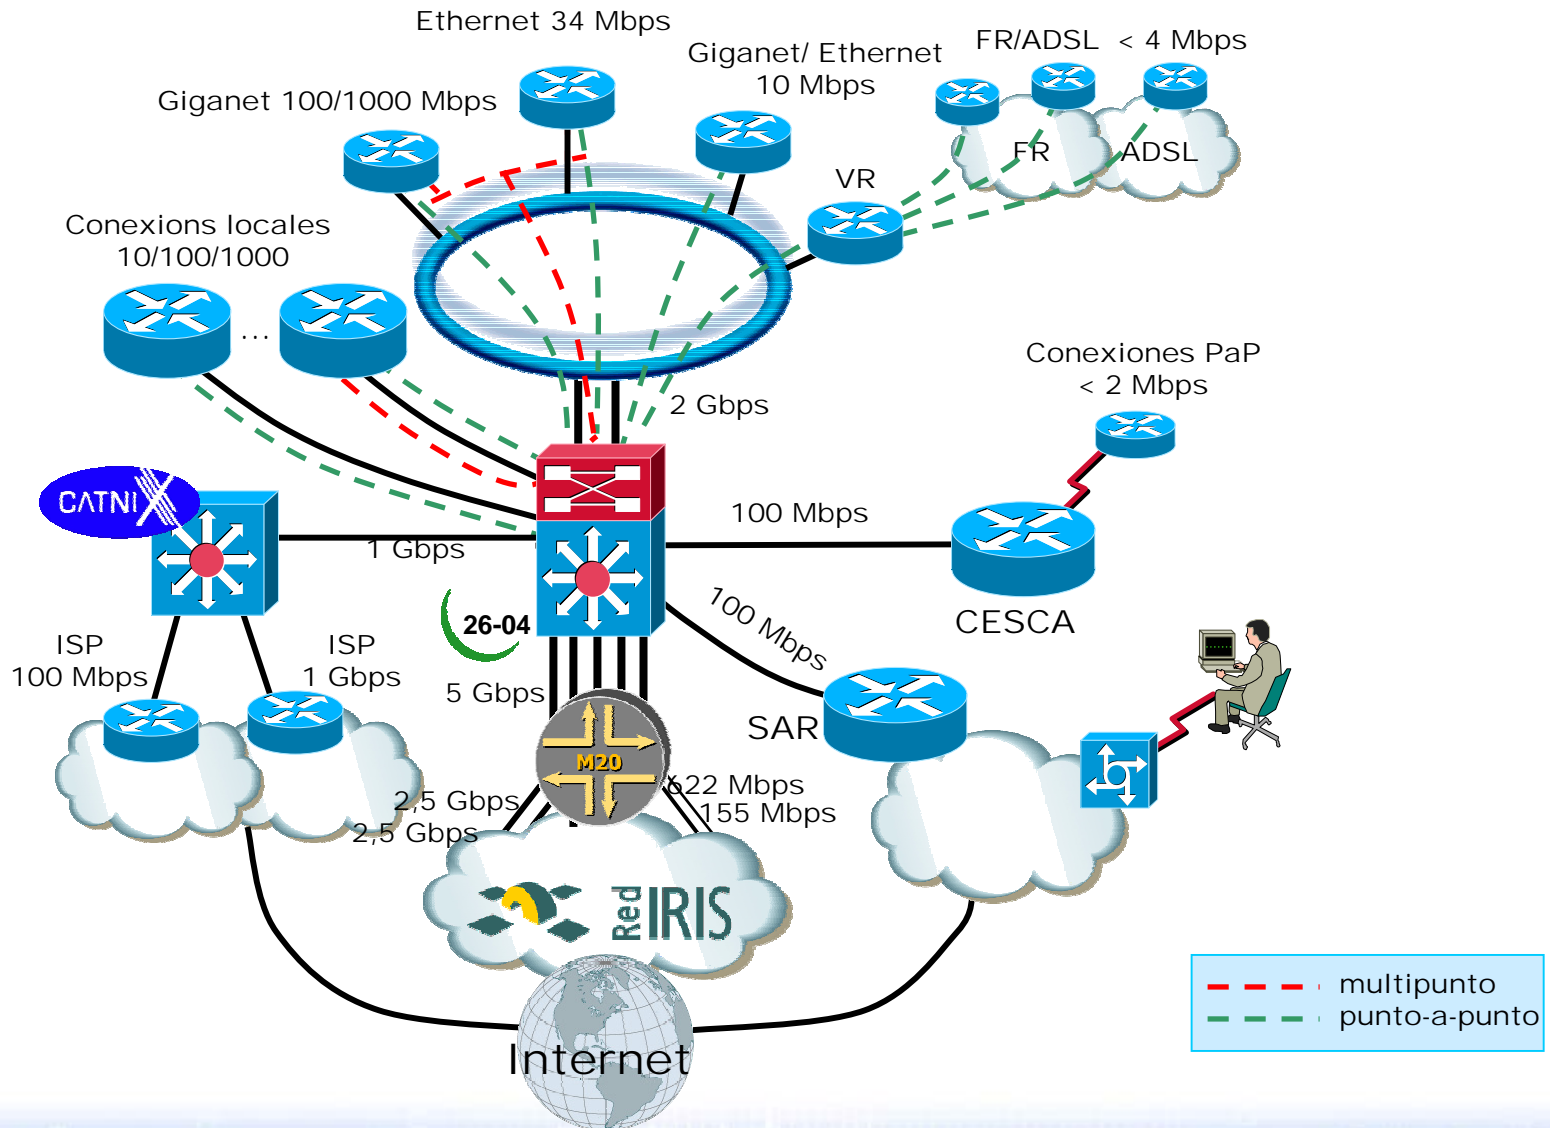 Ethernet 34 Mbps
Giganet/ Ethernet
10 Mbps
FR/ADSL < 4 Mbps
Giganet 100/1000 Mbps
FR
ADSL
VR
Conexions locales
10/100/1000
...
Conexiones PaP
< 2 Mbps
2 Gbps
CATNIX
100 Mbps
1 Gbps
26-04
100 Mbps
CESCA
ISP
100 Mbps
ISP
1 Gbps
5 Gbps
SAR
M20
622 Mbps
155 Mbps
2,5 Gbps
2,5 Gbps
Red IRIS
multipunto
punto-a-punto
Internet